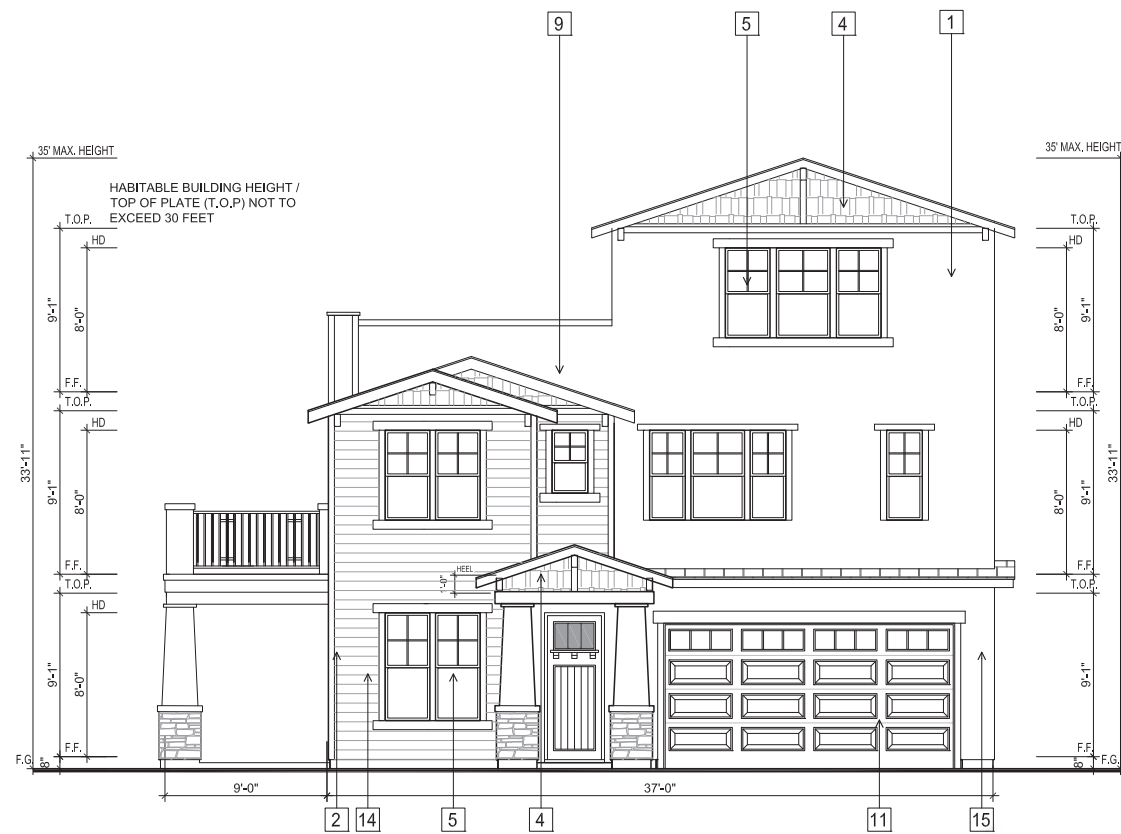 9
5
4
1
35' MAX. HEIGHT
35' MAX. HEIGHT
HABITABLE BUILDING HEIGHT /
TOP OF PLATE (T.O.P) NOT TO
EXCEED 30 FEET
T.O.P.
HD
9'-1"
8'-0"
F.F.
T.O.P.
HD
33'-11"
9'-1"
8'-0"
F.F.
T.O.P.
HD
9'-1"
8'-0"
F.F.
F.G.
8"
HEEL
1'-0"
T.O.P.
HD
8'-0"
9'-1"
F.F.
T.O.P.
HD
8'-0"
9'-1"
33'-11"
F.F.
T.O.P.
9'-1"
F.F.
8"
F.G.
9'-0"
37'-0"
2
14
5
4
11
15